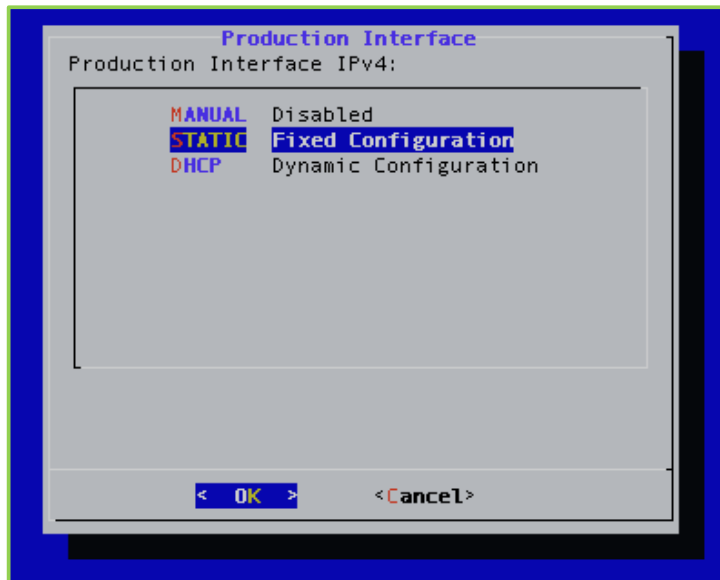 Production Interface
Production Interface IPv4:
MANUAL Disabled
STATIC Fixed Configuration
DHCP Dynamic Configuration
< OK > <Cancel>